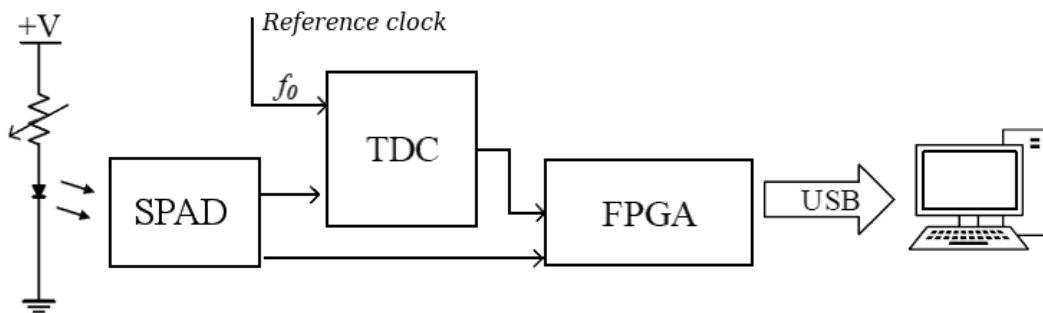 +V
Reference clock
f0
TDC
SPAD
FPGA
USB